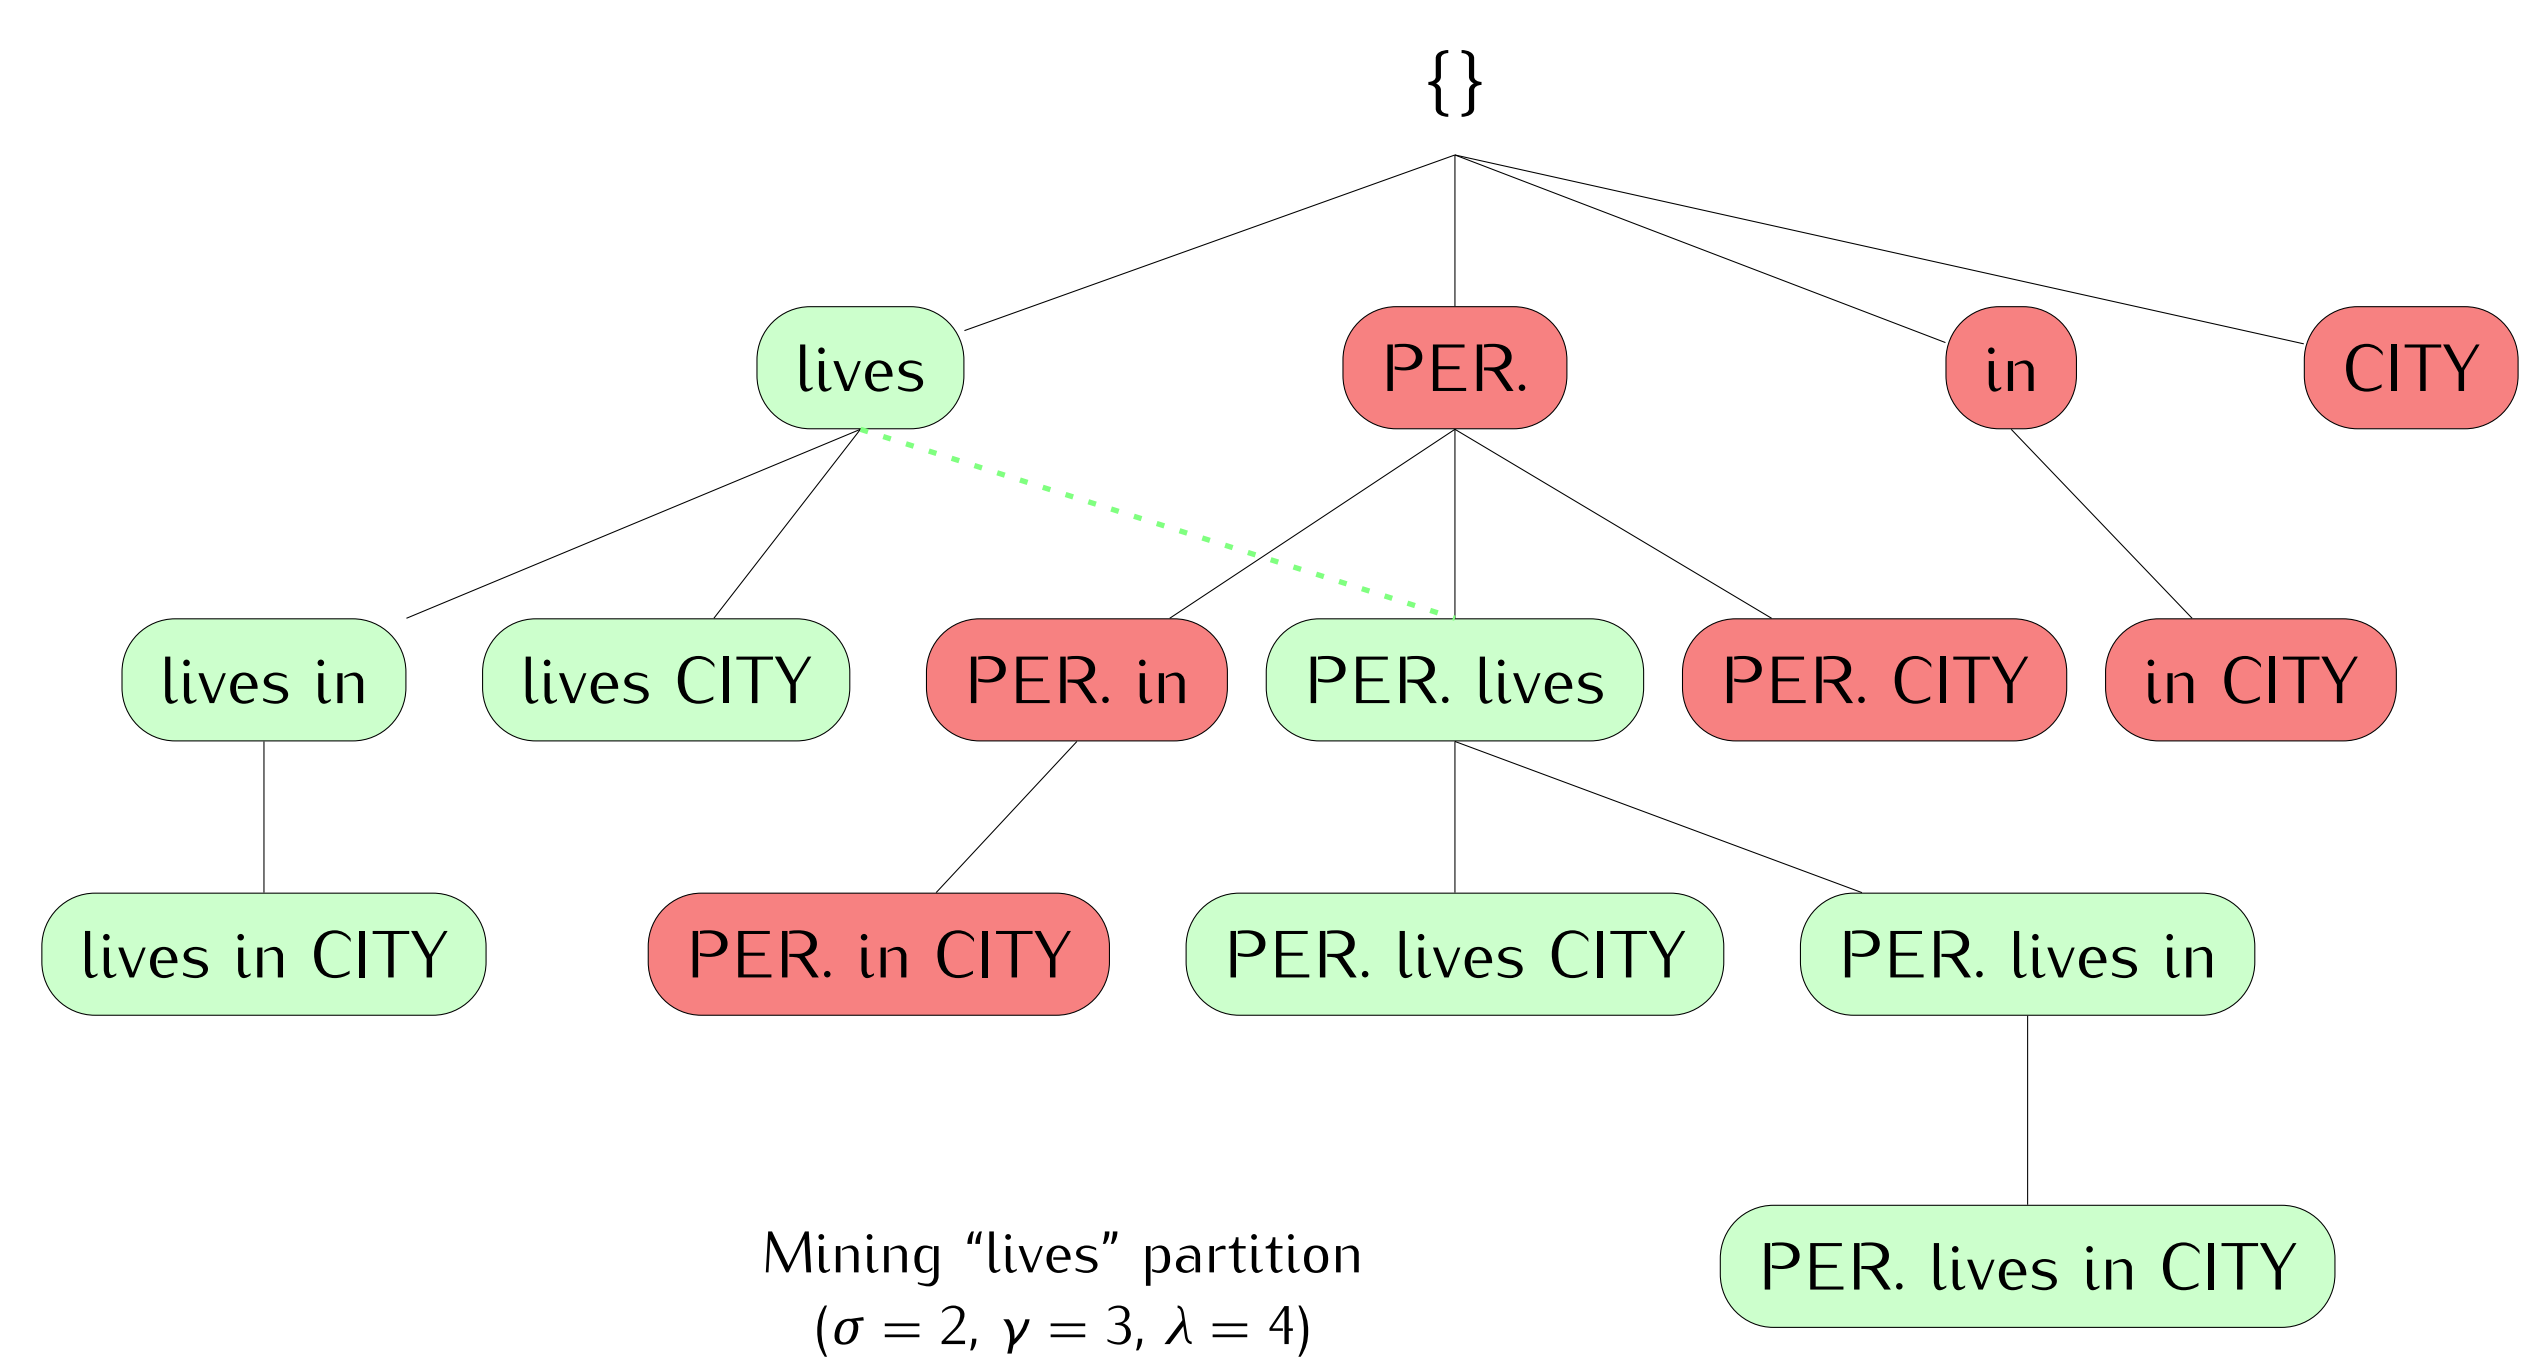 {}
lives
PER.
in
CITY
lives in
lives CITY
PER. in
PER. lives
PER. CITY
in CITY
lives in CITY
PER. in CITY
PER. lives CITY
PER. lives in
PER. lives in CITY
Mining “lives” partition
(σ = 2, γ = 3, λ = 4)